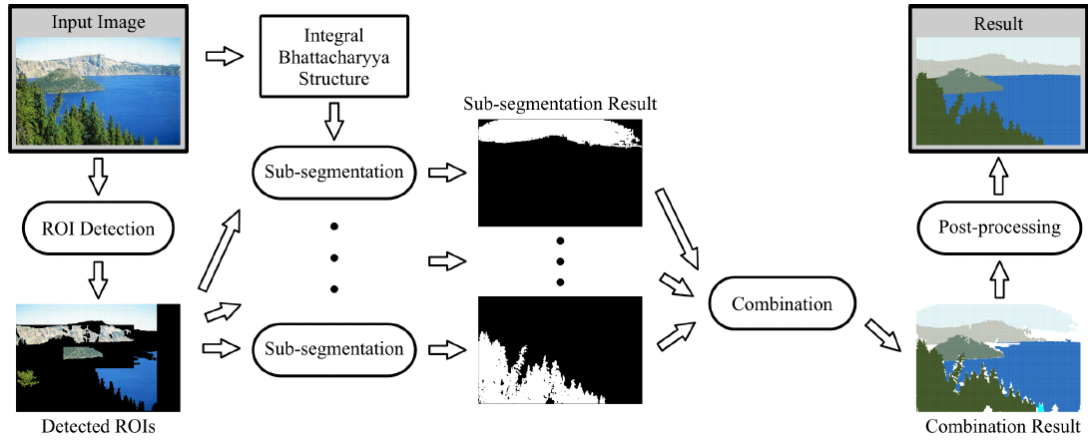 Input Image
Integral
Bhattacharyya
Structure
Result
Sub-segmentation Result
Sub-segmentation
ROI Detection
Post-processing
Combination
Sub-segmentation
Detected ROIs
Combination Result